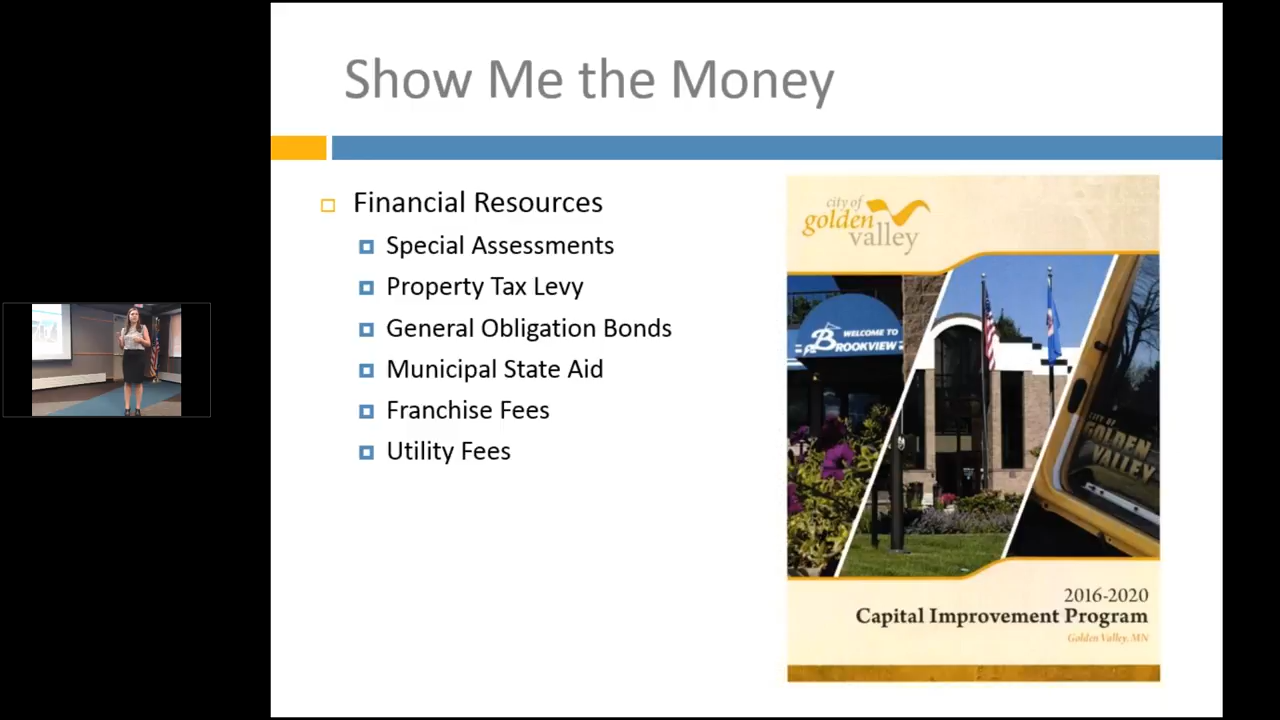 Show Me the Money
Financial Resources
Special Assessments
Property Tax Levy
General Obligation Bonds
Municipal State Aid
Franchise Fees
Utility Fees
city of
golden
valley
WELCOME TO
BROOKVIEW
CITY OF
GOLDEN
VALLEY
2016-2020
Capital Improvement Program
Golden Valley, MN